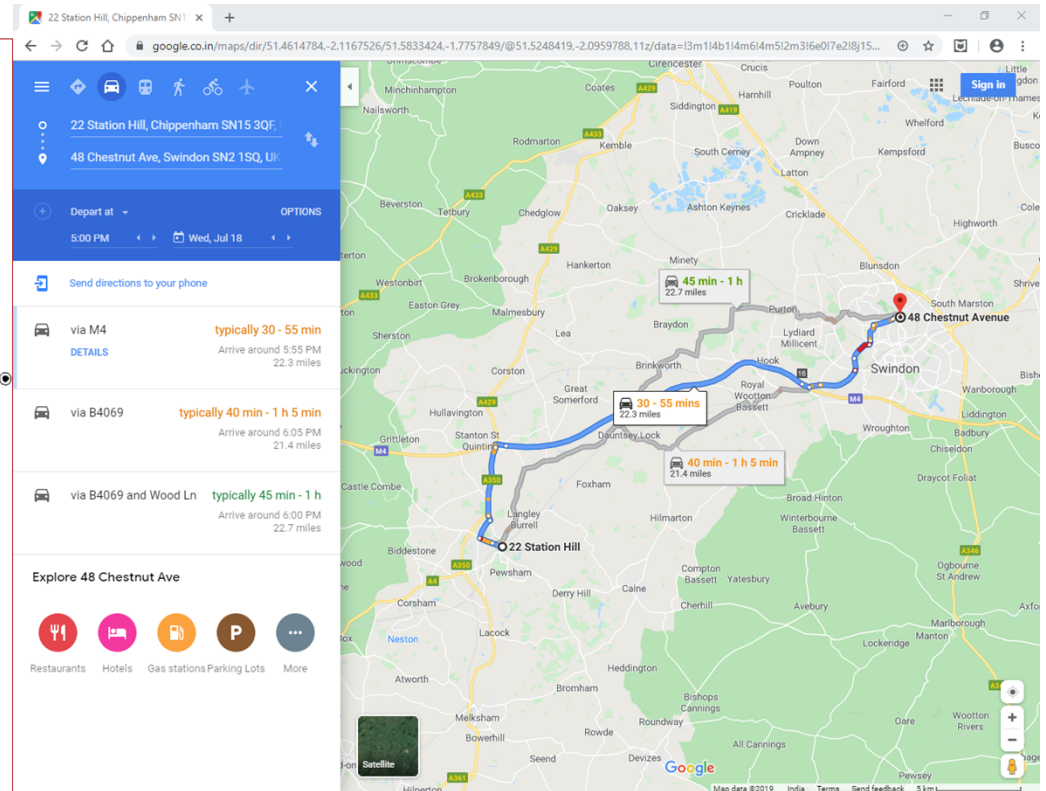 22 Station Hill, Chippenham SN1
google.co.in/maps/dir/51.4614784,-2.1167526/51.5833424,-1.7757849/@51.5248419,-2.0959788,11z/data=!3m1!4b1!4m6!4m5!2m3!6e0!7e2!8j15...
22 Station Hill, Chippenham SN15 3QF,
48 Chestnut Ave, Swindon SN2 1SQ, UK
Depart at
OPTIONS
5:00 PM
Wed, Jul 18
Send directions to your phone
via M4
typically 30 - 55 min
DETAILS
Arrive around 5:55 PM
22.3 miles
via B4069
typically 40 min - 1 h 5 min
Arrive around 6:05 PM
21.4 miles
via B4069 and Wood Ln
typically 45 min - 1 h
Arrive around 6:00 PM
22.7 miles
Explore 48 Chestnut Ave
P
Restaurants
Hotels
Gas stations
Parking Lots
More
Sign in
Cirencester
Crucis
Little
Minchinhampton
Coates
A429
Harnhill
Poulton
Fairford
Nailsworth
Siddington
A419
Whelford
A433
Rodmarton
Kemble
South Cerney
Down
Ampney
Kempsford
Latton
A433
Beverston
Tetbury
Chedglow
Oaksey
Ashton Keynes
Cricklade
Highworth
A429
Hankerton
Minety
Blunsdon
Westonbirt
Brokenborough
45 min - 1 h
22.7 miles
A433
Easton Grey
Malmesbury
Purton
South Marston
48 Chestnut Avenue
Sherston
Lea
Braydon
Lydiard
Millicent
Brinkworth
Hook
Swindon
Corston
16
Great
Somerford
Royal
Wootton
Bassett
M4
Wanborough
A429
30 - 55 mins
22.3 miles
Hullavington
Liddington
Wroughton
Badbury
Grittleton
Stanton St
Quintin
Dauntsey Lock
Chiseldon
M4
40 min - 1 h 5 min
21.4 miles
Castle Combe
A350
Foxham
Draycot Foliat
Broad Hinton
Langley
Burrell
Hilmarton
Winterbourne
Bassett
22 Station Hill
Biddestone
A346
A350
Pewsham
Compton
Bassett
Yatesbury
Ogbourne
St Andrew
A4
Derry Hill
Calne
Corsham
Cherhill
Avebury
Marlborough
Neston
Lacock
Lockeridge
Manton
Atworth
Heddington
Bromham
Bishops
Cannings
Melksham
Roundway
Oare
Wootton
Rivers
Bowerhill
Rowde
All Cannings
Satellite
Seend
Devizes
Google
Pewsey
A361
Hilperton
Map data ©2019
India
Terms
Send feedback
5 km